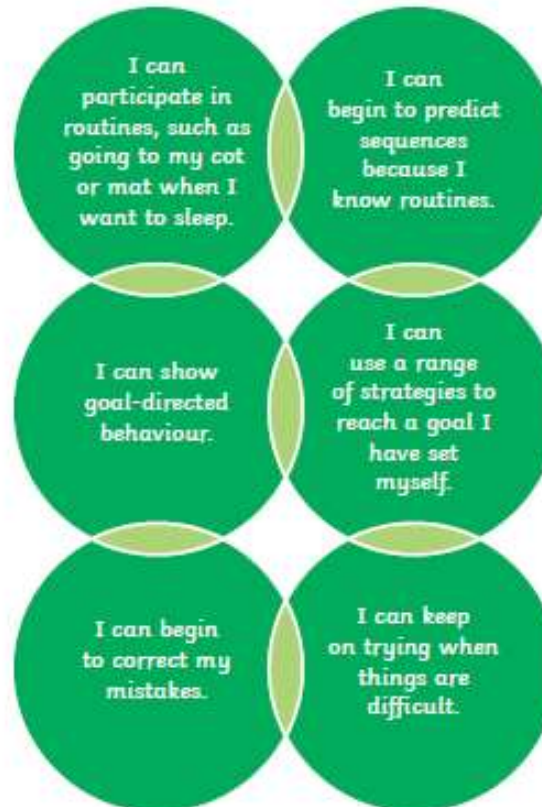 I can
participate in
routines, such as
going to my cot
or mat when I
want to sleep.
I can
begin to predict
sequences
because I
know routines.
I can show
goal-directed
behaviour.
I can
use a range
of strategies to
reach a goal I
have set
myself.
I can begin
to correct my
mistakes.
I can keep
on trying when
things are
difficult.